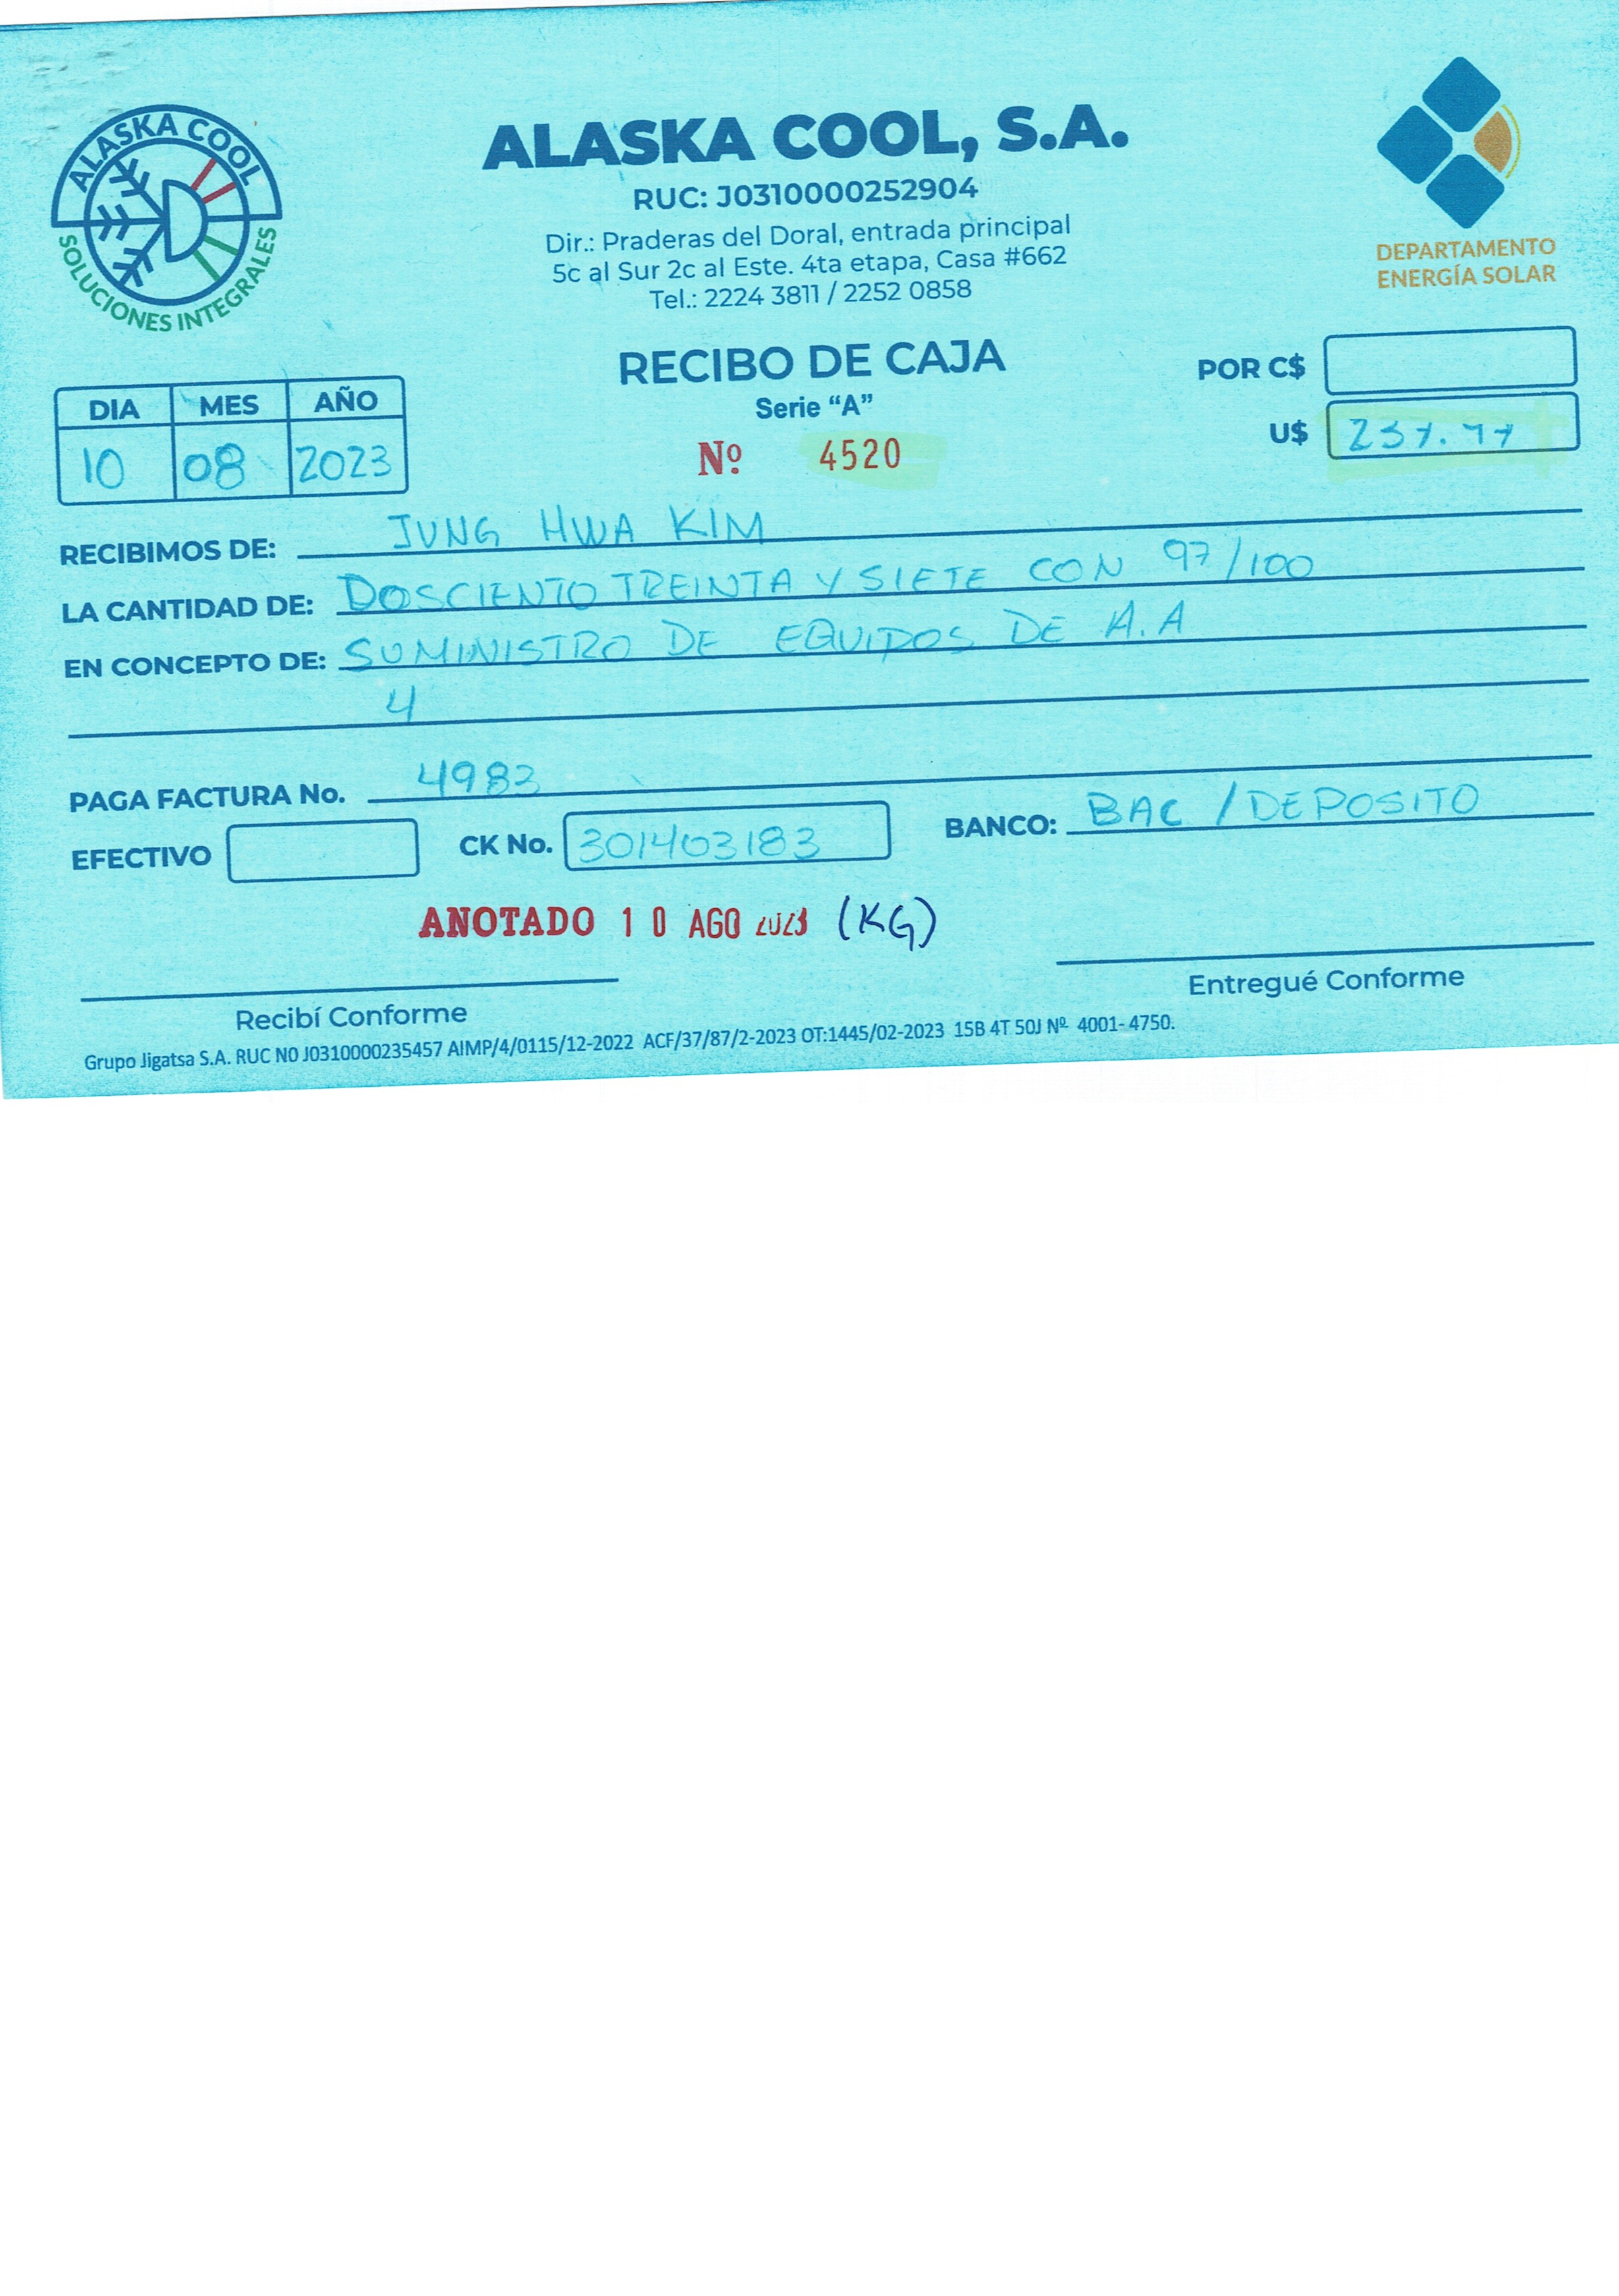 ALASKA COOL
SOLUCIONES INTEGRALES
ALASKA COOL, S.A.
RUC: J0310000252904
Dir.: Praderas del Doral, entrada principal
5c al Sur 2c al Este. 4ta etapa, Casa #662
Tel.: 2224 3811 / 2252 0858
DEPARTAMENTO
ENERGÍA SOLAR
RECIBO DE CAJA
Serie “A”
Nº 4520
POR C$
U$ 237.97
DIA MES AÑO
10 08 2023
RECIBIMOS DE: JUNG HWA KIM
LA CANTIDAD DE: DOSCIENTO TREINTA Y SIETE CON 97/100
EN CONCEPTO DE: SUMINISTRO DE EQUIPOS DE A.A
4
PAGA FACTURA No. 4983
EFECTIVO CK No. 301403183 BANCO: BAC / DEPOSITO
ANOTADO 10 AGO 2023 (KG)
Recibí Conforme Entregué Conforme
Grupo Jigatsa S.A. RUC N0 J0310000235457 AIMP/4/0115/12-2022 ACF/37/87/2-2023 OT:1445/02-2023 15B 4T 50J Nº 4001- 4750.